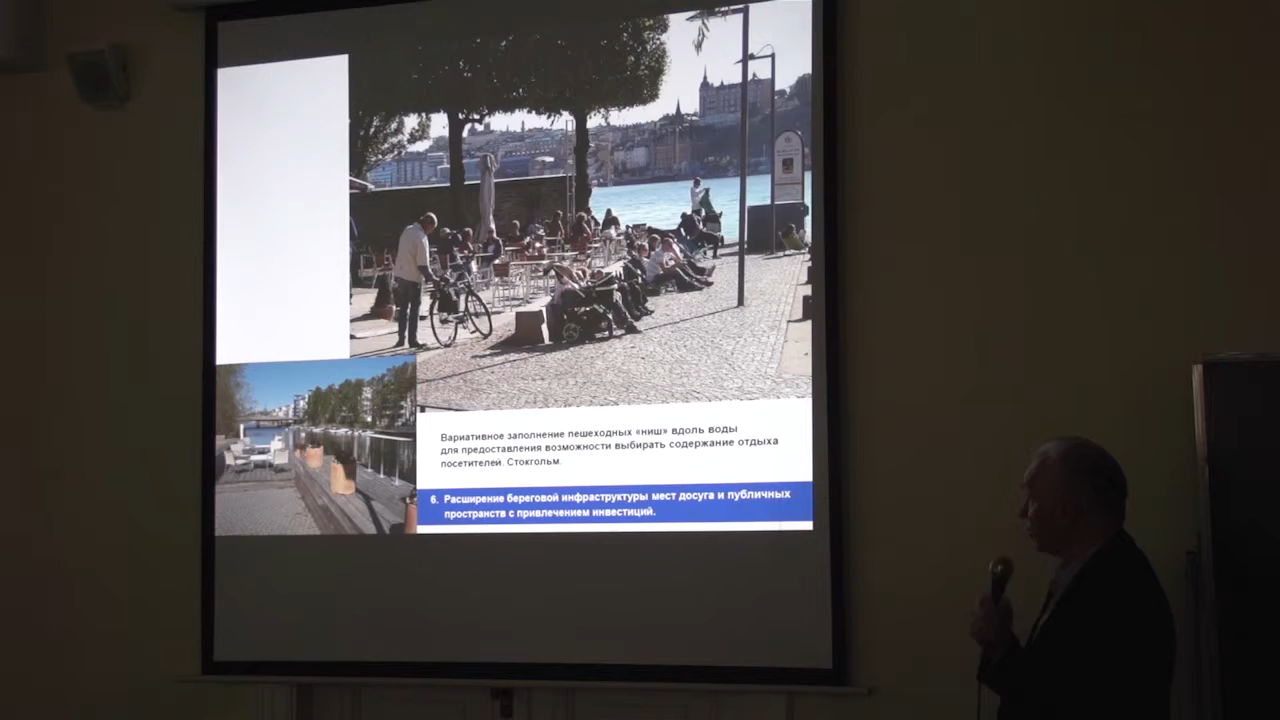 Вариативное заполнение пешеходных «ниш» вдоль воды
для предоставления возможности выбирать содержание отдыха
посетителей. Стокгольм.
6. Расширение береговой инфраструктуры мест досуга и публичных
пространств с привлечением инвестиций.